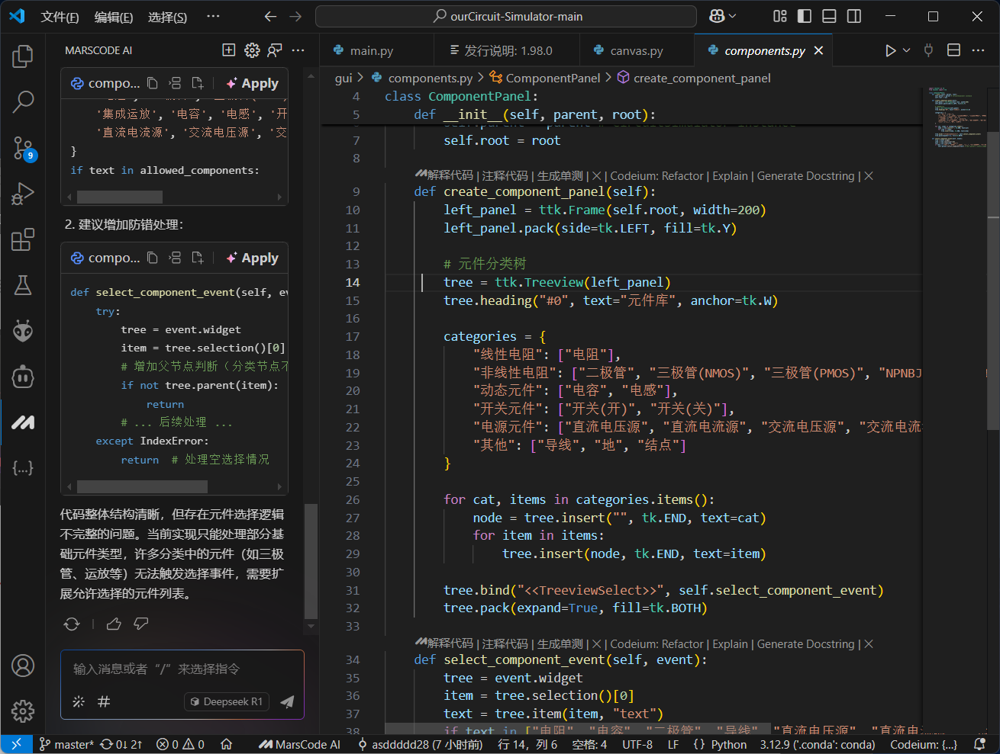 文件(F)
编辑(E)
选择(S)
ourCircuit-Simulator-main
MARSCODE AI
compo...
Apply
'集成运放', '电容', '电感', '开
'直流电流源', '交流电压源', '交
}
if text in allowed_components:
2. 建议增加防错处理：
compo...
Apply
def select_component_event(self, ev
try:
tree = event.widget
item = tree.selection()[0]
# 增加父节点判断（分类节点不
if not tree.parent(item):
return
# ... 后续处理 ...
except IndexError:
return # 处理空选择情况
代码整体结构清晰，但存在元件选择逻辑
不完整的问题。当前实现只能处理部分基
础元件类型，许多分类中的元件（如三极
管、运放等）无法触发选择事件，需要扩
展允许选择的元件列表。
输入消息或者 “/” 来选择指令
Deepseek R1
9
main.py
发行说明: 1.98.0
canvas.py
components.py
gui > components.py > ComponentPanel > create_component_panel
4 class ComponentPanel:
5 def __init__(self, parent, root):
7 self.root = root
8
解释代码 | 注释代码 | 生成单测 | × | Codeium: Refactor | Explain | Generate Docstring | ×
9 def create_component_panel(self):
10 left_panel = ttk.Frame(self.root, width=200)
11 left_panel.pack(side=tk.LEFT, fill=tk.Y)
12
13 # 元件分类树
14 tree = ttk.Treeview(left_panel)
15 tree.heading("#0", text="元件库", anchor=tk.W)
16
17 categories = {
18 "线性电阻": ["电阻"],
19 "非线性电阻": ["二极管", "三极管(NMOS)", "三极管(PMOS)", "NPNBJ
20 "动态元件": ["电容", "电感"],
21 "开关元件": ["开关(开)", "开关(关)"],
22 "电源元件": ["直流电压源", "直流电流源", "交流电压源", "交流电流
23 "其他": ["导线", "地", "结点"]
24 }
25
26 for cat, items in categories.items():
27 node = tree.insert("", tk.END, text=cat)
28 for item in items:
29 tree.insert(node, tk.END, text=item)
30
31 tree.bind("<<TreeviewSelect>>", self.select_component_event)
32 tree.pack(expand=True, fill=tk.BOTH)
33
解释代码 | 注释代码 | 生成单测 | × | Codeium: Refactor | Explain | Generate Docstring | ×
34 def select_component_event(self, event):
35 tree = event.widget
36 item = tree.selection()[0]
37 text = tree.item(item, "text")
38 if text in ["电阻", "电容", "二极管", "导线", "直流电压源", "直流电流
master* 0↓ 2↑ 0 0 MarsCode AI asddddd28 (7 小时前) 行 14，列 6 空格: 4 UTF-8 LF {} Python 3.12.9 ('.conda': conda) Codeium: {...}